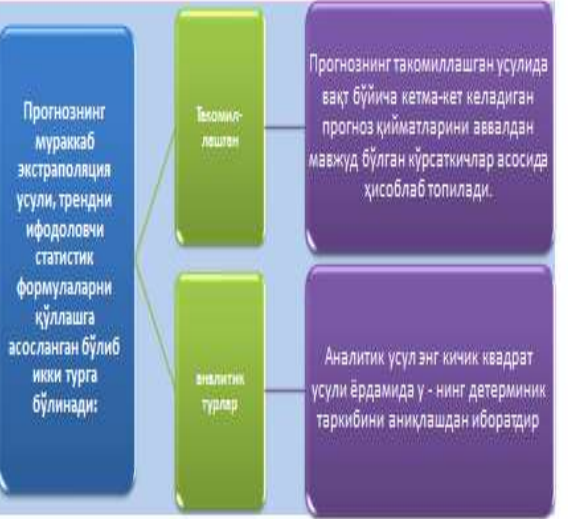 Прогнознинг
мураккаб
экстраполяция
усули, трендни
ифодоловчи
статистик
формулаларни
қўллашга
асосланган бўлиб
икки турга
бўлинади:
Такомил-
лашган
Прогнознинг такомиллашган усулида
вақт бўйича кетма-кет келадиган
прогноз қийматларини аввалдан
мавжуд бўлган кўрсаткичлар асосида
ҳисоблаб топилади.
аналитик
турлар
Аналитик усул энг кичик квадрат
усули ёрдамида у - нинг детерминик
таркибини аниқлашдан иборатдир